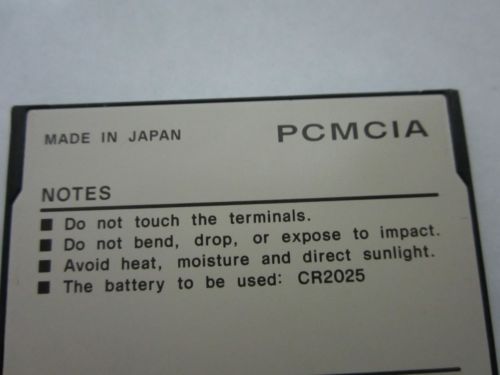 MADE IN JAPAN PCMCIA
NOTES
■ Do not touch the terminals.
■ Do not bend, drop, or expose to impact.
■ Avoid heat, moisture and direct sunlight.
■ The battery to be used: CR2025